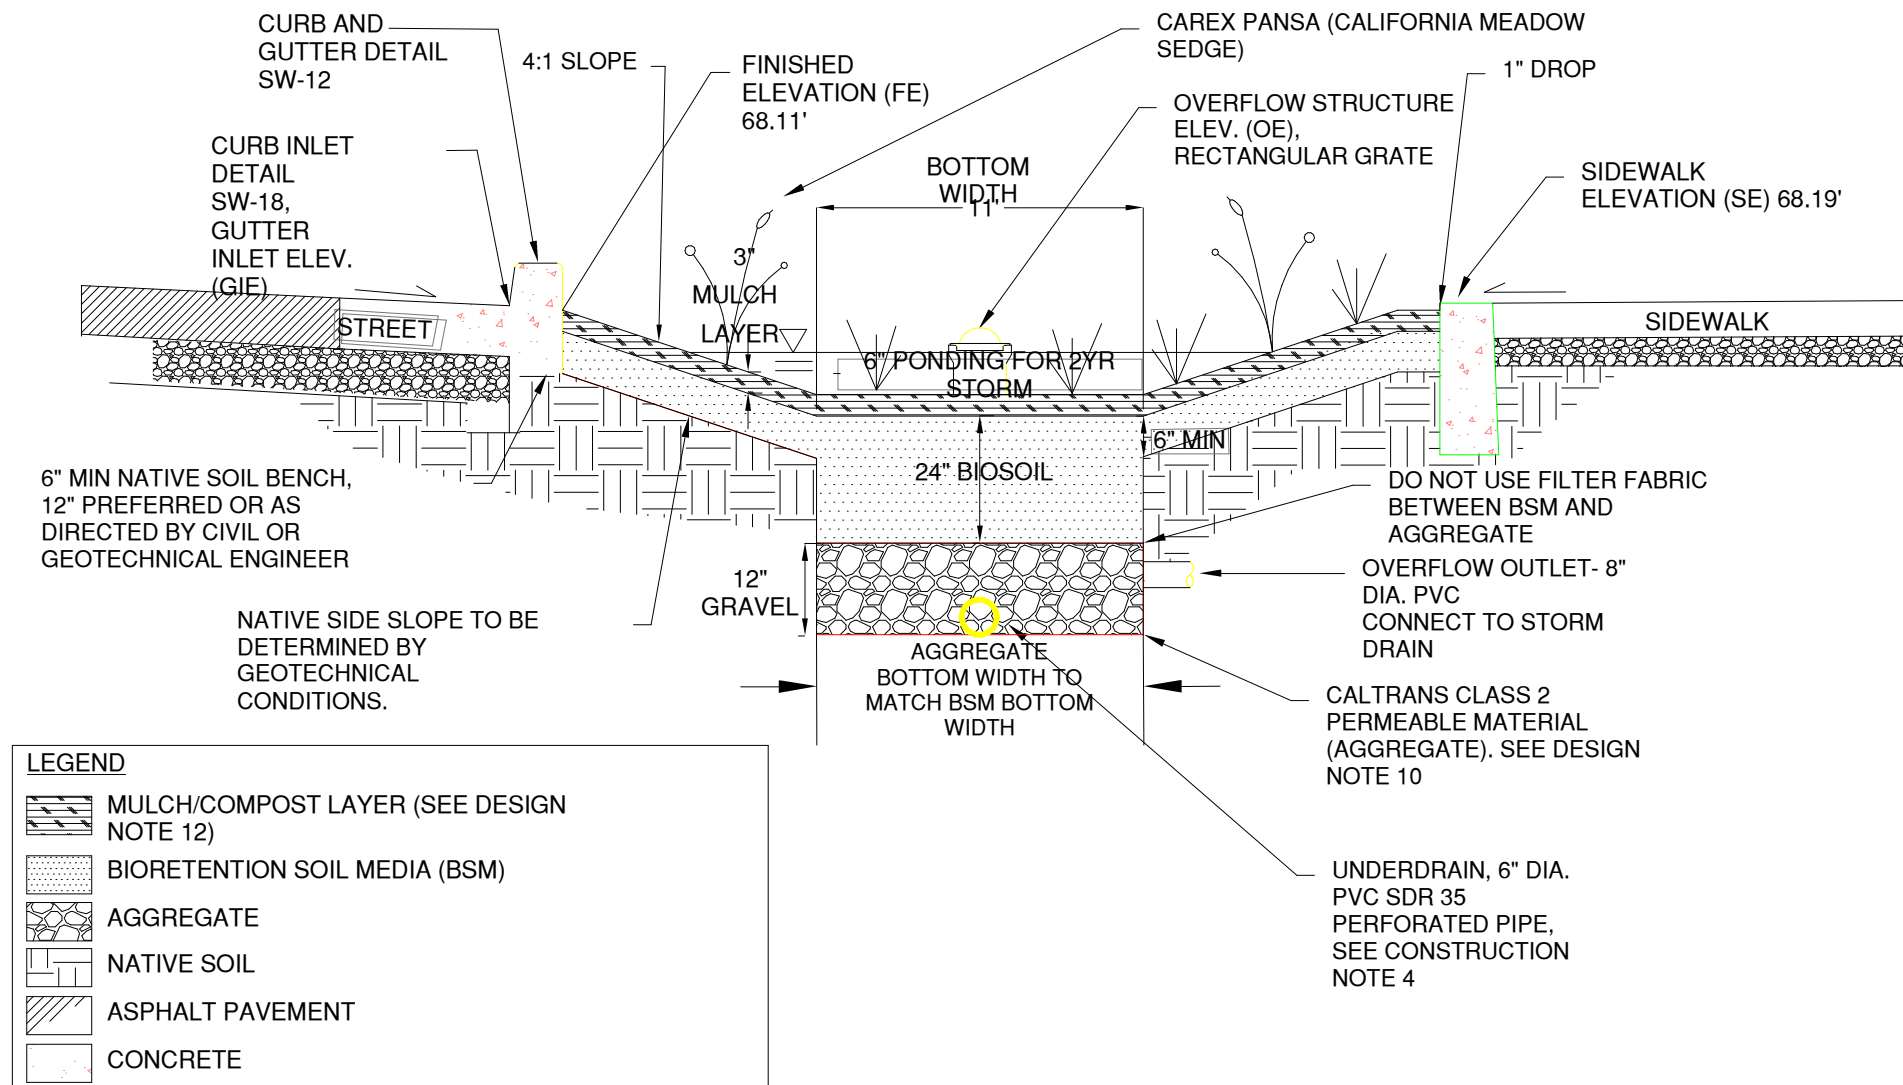 CURB AND
GUTTER DETAIL
SW-12
4:1 SLOPE
FINISHED
ELEVATION (FE)
68.11'
CAREX PANSA (CALIFORNIA MEADOW
SEDGE)
1" DROP
OVERFLOW STRUCTURE
ELEV. (OE),
RECTANGULAR GRATE
CURB INLET
DETAIL
SW-18,
GUTTER
INLET ELEV.
(GIE)
BOTTOM
WIDTH
11'
SIDEWALK
ELEVATION (SE) 68.19'
3"
MULCH
LAYER
STREET
SIDEWALK
6" PONDING FOR 2YR
STORM
6" MIN
24" BIOSOIL
6" MIN NATIVE SOIL BENCH,
12" PREFERRED OR AS
DIRECTED BY CIVIL OR
GEOTECHNICAL ENGINEER
DO NOT USE FILTER FABRIC
BETWEEN BSM AND
AGGREGATE
12"
GRAVEL
OVERFLOW OUTLET- 8"
DIA. PVC
CONNECT TO STORM
DRAIN
NATIVE SIDE SLOPE TO BE
DETERMINED BY
GEOTECHNICAL
CONDITIONS.
AGGREGATE
BOTTOM WIDTH TO
MATCH BSM BOTTOM
WIDTH
CALTRANS CLASS 2
PERMEABLE MATERIAL
(AGGREGATE). SEE DESIGN
NOTE 10
UNDERDRAIN, 6" DIA.
PVC SDR 35
PERFORATED PIPE,
SEE CONSTRUCTION
NOTE 4
LEGEND
MULCH/COMPOST LAYER (SEE DESIGN
NOTE 12)
BIORETENTION SOIL MEDIA (BSM)
AGGREGATE
NATIVE SOIL
ASPHALT PAVEMENT
CONCRETE